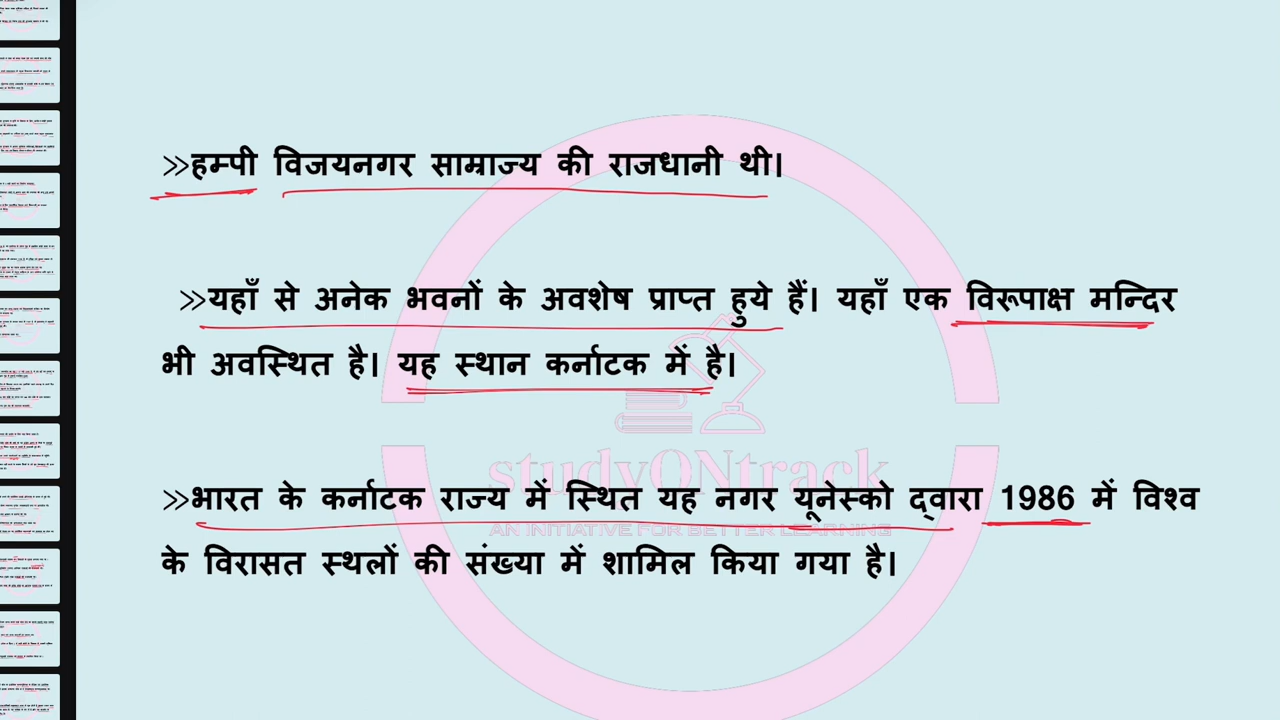 ≫हम्पी विजयनगर साम्राज्य की राजधानी थी।
≫यहाँ से अनेक भवनों के अवशेष प्राप्त हुये हैं। यहाँ एक विरूपाक्ष मन्दिर
भी अवस्थित है। यह स्थान कर्नाटक में है।
studyONtrack
≫भारत के कर्नाटक राज्य में स्थित यह नगर यूनेस्को द्वारा 1986 में विश्व
AN INITIATIVE FOR BETTER LEARNING
के विरासत स्थलों की संख्या में शामिल किया गया है।